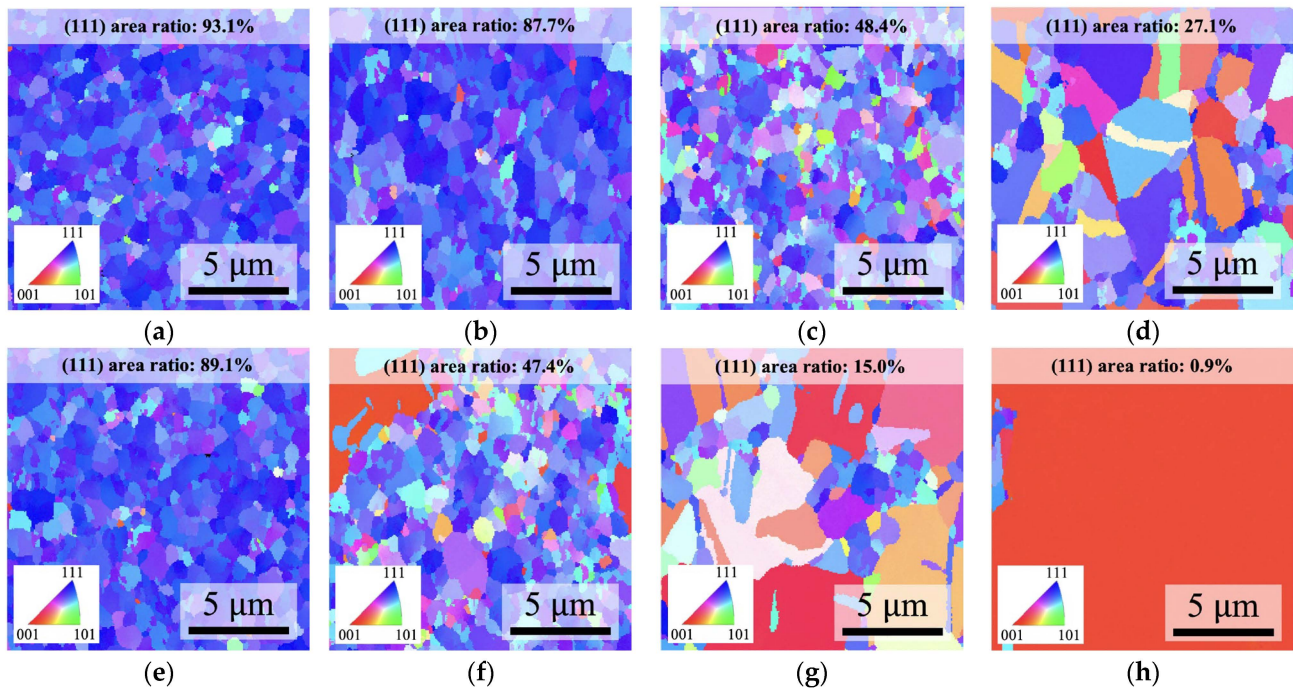 (111) area ratio: 93.1%
(111) area ratio: 87.7%
(111) area ratio: 48.4%
(111) area ratio: 27.1%
111
001
101
5 μm
111
001
101
5 μm
111
001
101
5 μm
111
001
101
5 μm
(a)
(b)
(c)
(d)
(111) area ratio: 89.1%
(111) area ratio: 47.4%
(111) area ratio: 15.0%
(111) area ratio: 0.9%
111
001
101
5 μm
111
001
101
5 μm
111
001
101
5 μm
111
001
101
5 μm
(e)
(f)
(g)
(h)